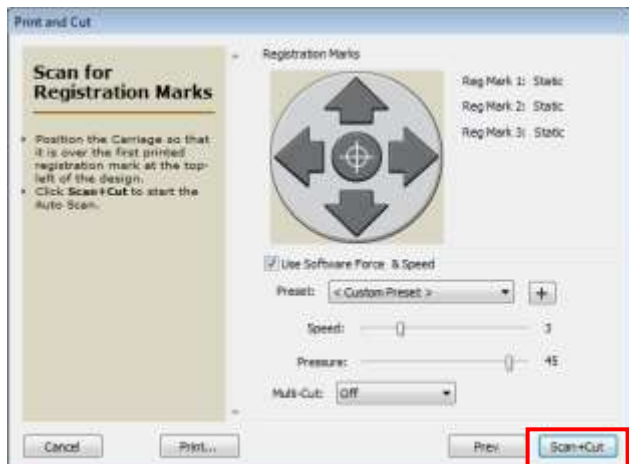 Print and Cut
Scan for
Registration Marks
• Position the Carriage so that
it is over the first printed
registration mark at the top-
left of the design.
• Click Scan+Cut to start the
Auto Scan.
Registration Marks
Reg Mark 1: Static
Reg Mark 2: Static
Reg Mark 3: Static
Use Software Force & Speed
Preset: < Custom Preset > +
Speed: 3
Pressure: 45
Multi-Cut: Off
Cancel Print... Prev. Scan+Cut